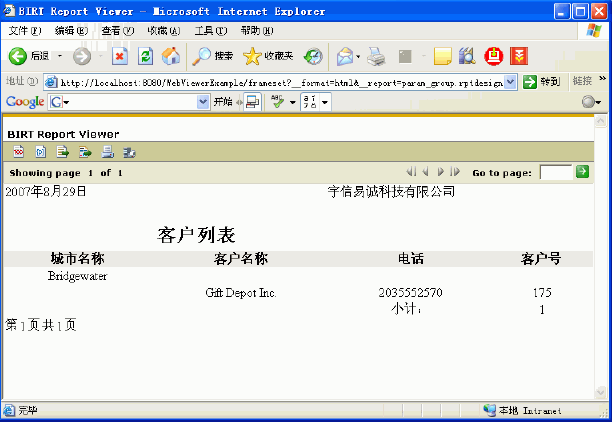 BIRT Report Viewer - Microsoft Internet Explorer
文件(F) 编辑(E) 查看(V) 收藏(A) 工具(T) 帮助(H)
后退 搜索 收藏夹
地址(D) http://localhost:8080/WebViewerExample/frameset?__format=html&__report=param_group.rptdesign 转到 链接 »
Google G 开始
BIRT Report Viewer
Showing page 1 of 1 Go to page:
2007年8月29日 宇信易诚科技有限公司
客户列表
城市名称 客户名称 电话 客户号
Bridgewater
Gift Depot Inc. 2035552570 175
小计: 1
第 1 页 共 1 页
完毕 本地 Intranet